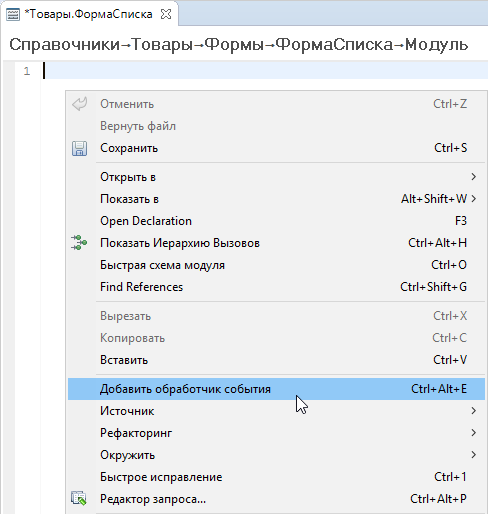 *Товары.ФормаСписка
Справочники→Товары→Формы→ФормаСписка→Модуль
1
Отменить Ctrl+Z
Вернуть файл
Сохранить Ctrl+S
Открыть в
Показать в Alt+Shift+W
Open Declaration F3
Показать Иерархию Вызовов Ctrl+Alt+H
Быстрая схема модуля Ctrl+O
Find References Ctrl+Shift+G
Вырезать Ctrl+X
Копировать Ctrl+C
Вставить Ctrl+V
Добавить обработчик события Ctrl+Alt+E
Источник
Рефакторинг
Окружить
Быстрое исправление Ctrl+1
Редактор запроса... Ctrl+Alt+P